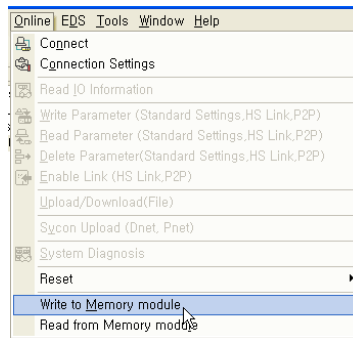 Online EDS Tools Window Help
Connect
Connection Settings
Read IO Information
Write Parameter (Standard Settings,HS Link,P2P)
Read Parameter (Standard Settings,HS Link,P2P)
Delete Parameter(Standard Settings,HS Link,P2P)
Enable Link (HS Link,P2P)
Upload/Download(File)
Sycon Upload (Dnet, Pnet)
System Diagnosis
Reset
Write to Memory module
Read from Memory module